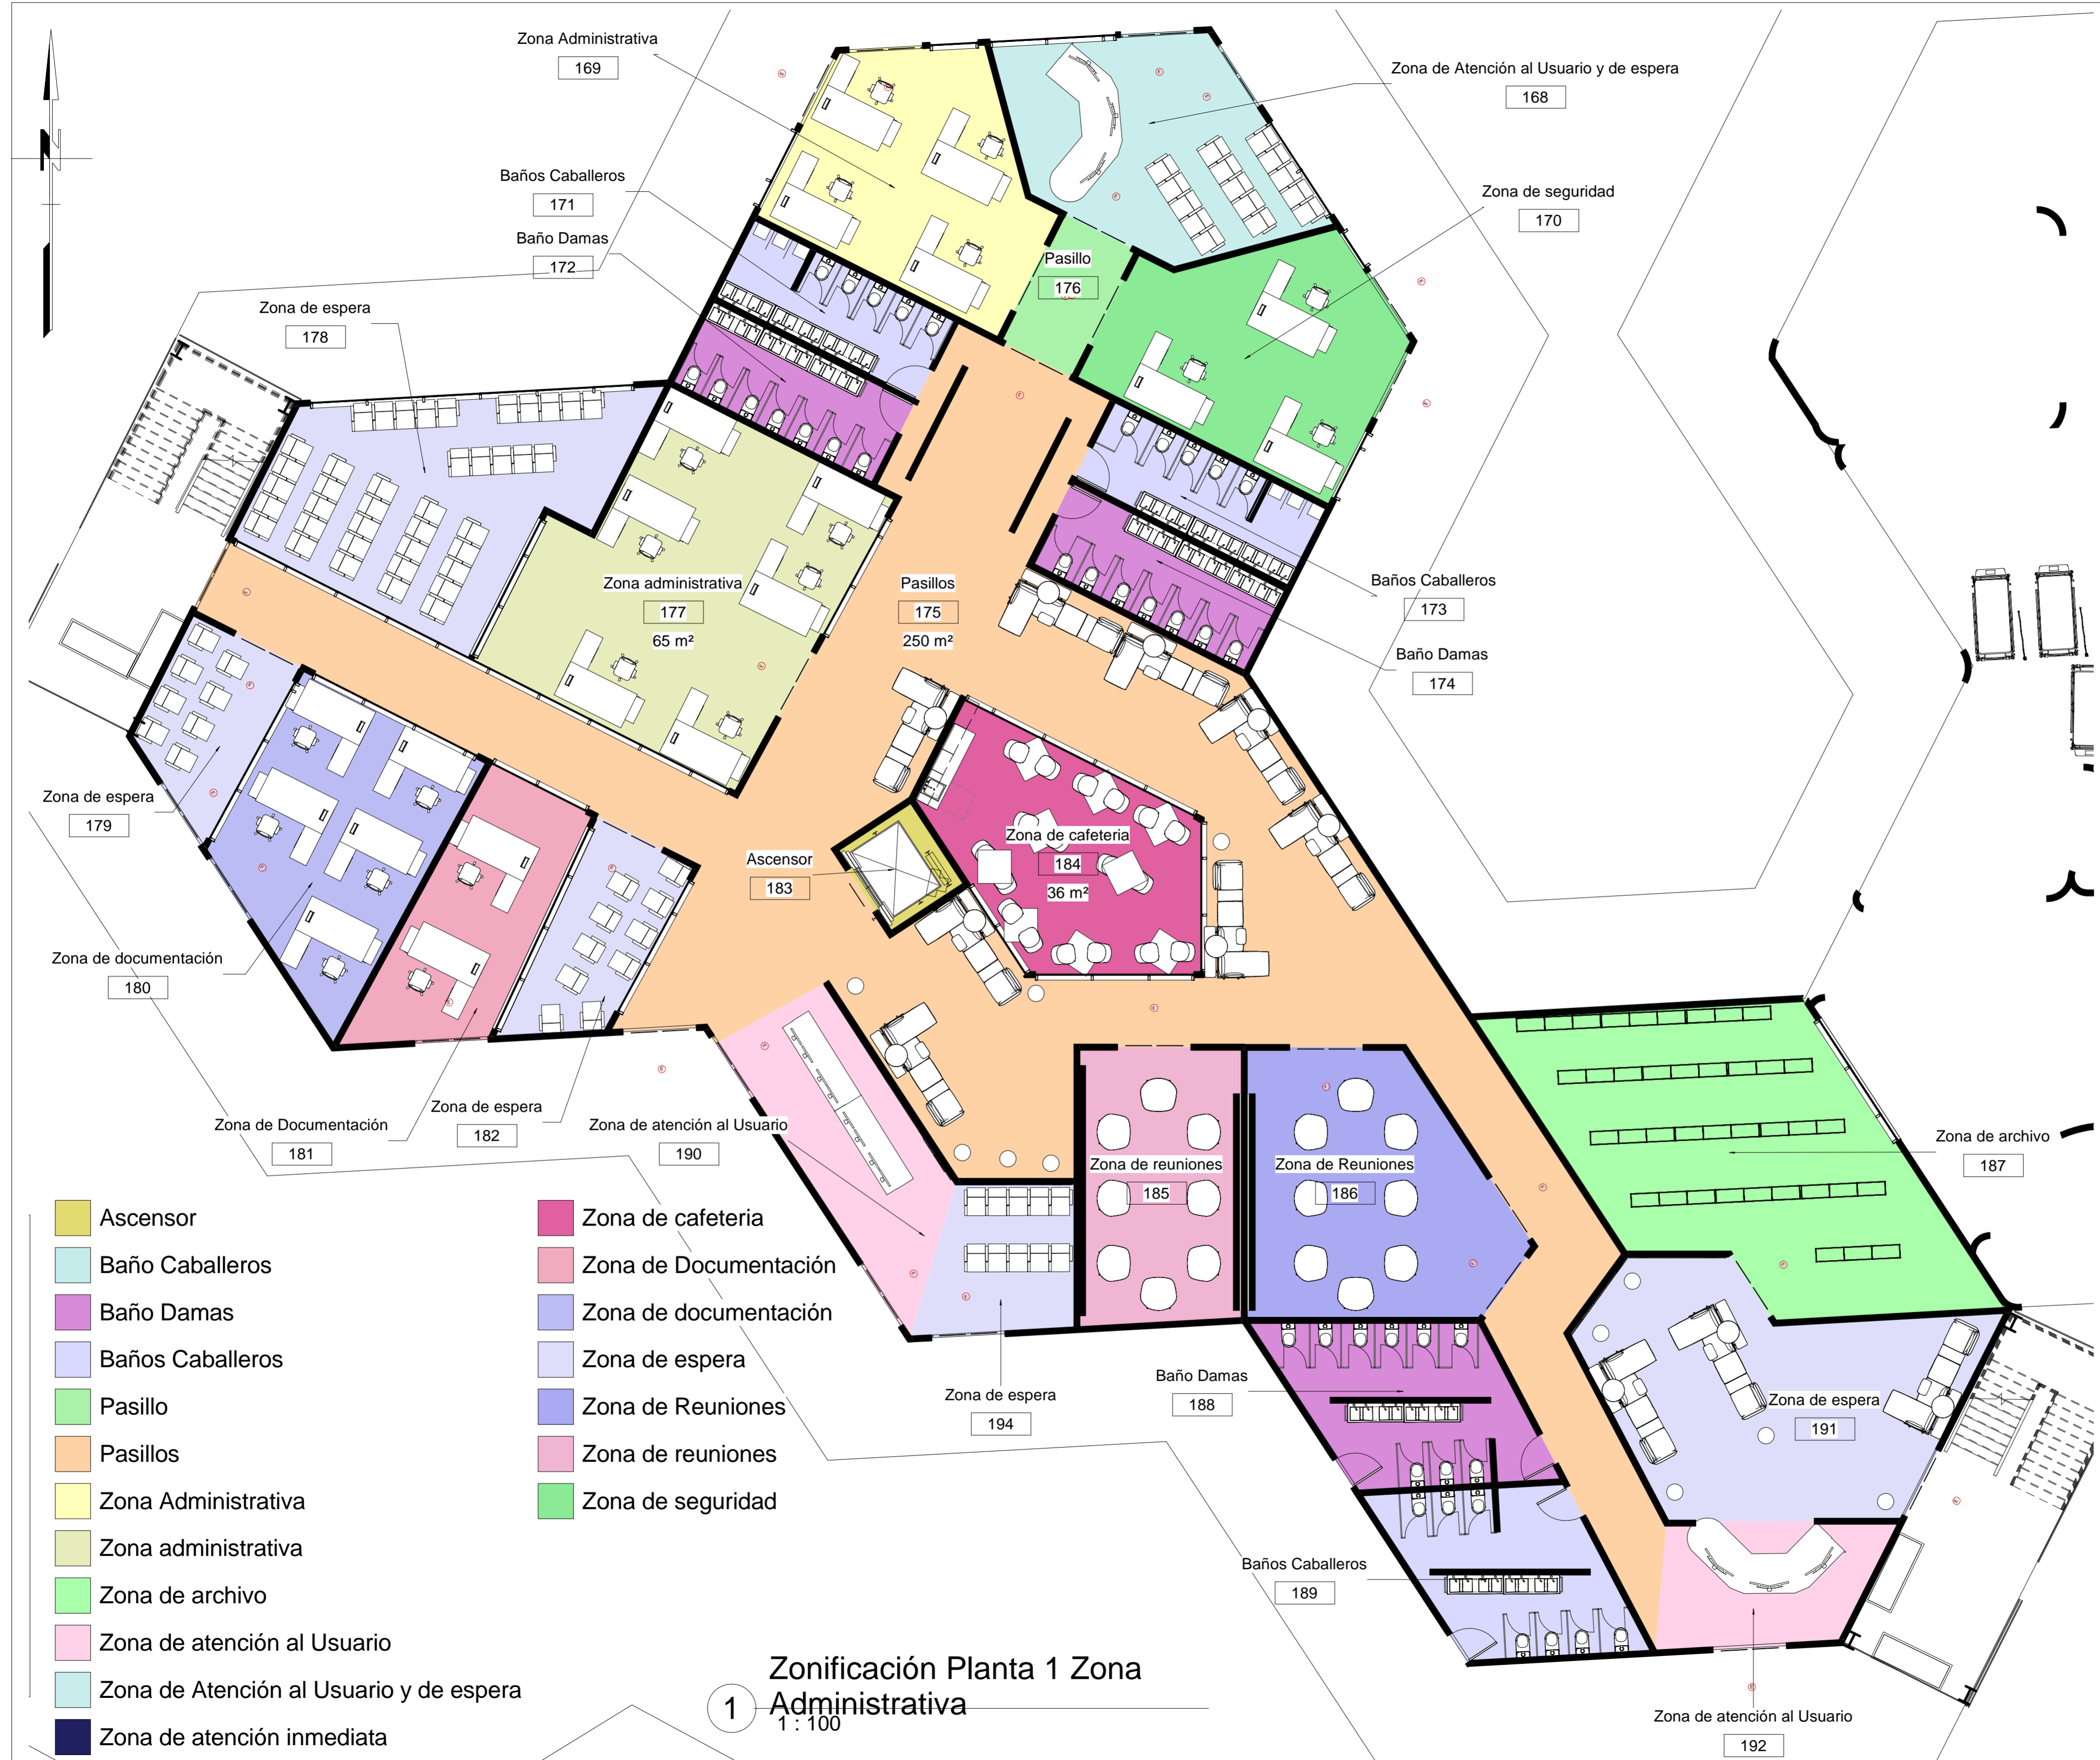 Zona Administrativa
169
Zona de Atención al Usuario y de espera
168
N
Baños Caballeros
171
Zona de seguridad
170
Baño Damas
172
Pasillo
176
Zona de espera
178
Zona administrativa
177
65 m²
Pasillos
175
250 m²
Baños Caballeros
173
Baño Damas
174
Zona de espera
179
Zona de cafeteria
184
36 m²
Ascensor
183
Zona de documentación
180
Zona de Documentación
181
Zona de espera
182
Zona de atención al Usuario
190
Zona de reuniones
185
Zona de Reuniones
186
Zona de archivo
187
Zona de espera
194
Baño Damas
188
Zona de espera
191
Baños Caballeros
189
Zona de atención al Usuario
192
Ascensor
Baño Caballeros
Baño Damas
Baños Caballeros
Pasillo
Pasillos
Zona Administrativa
Zona administrativa
Zona de archivo
Zona de atención al Usuario
Zona de Atención al Usuario y de espera
Zona de atención inmediata
Zona de cafeteria
Zona de Documentación
Zona de documentación
Zona de espera
Zona de Reuniones
Zona de reuniones
Zona de seguridad
1
Zonificación Planta 1 Zona
Administrativa
1 : 100